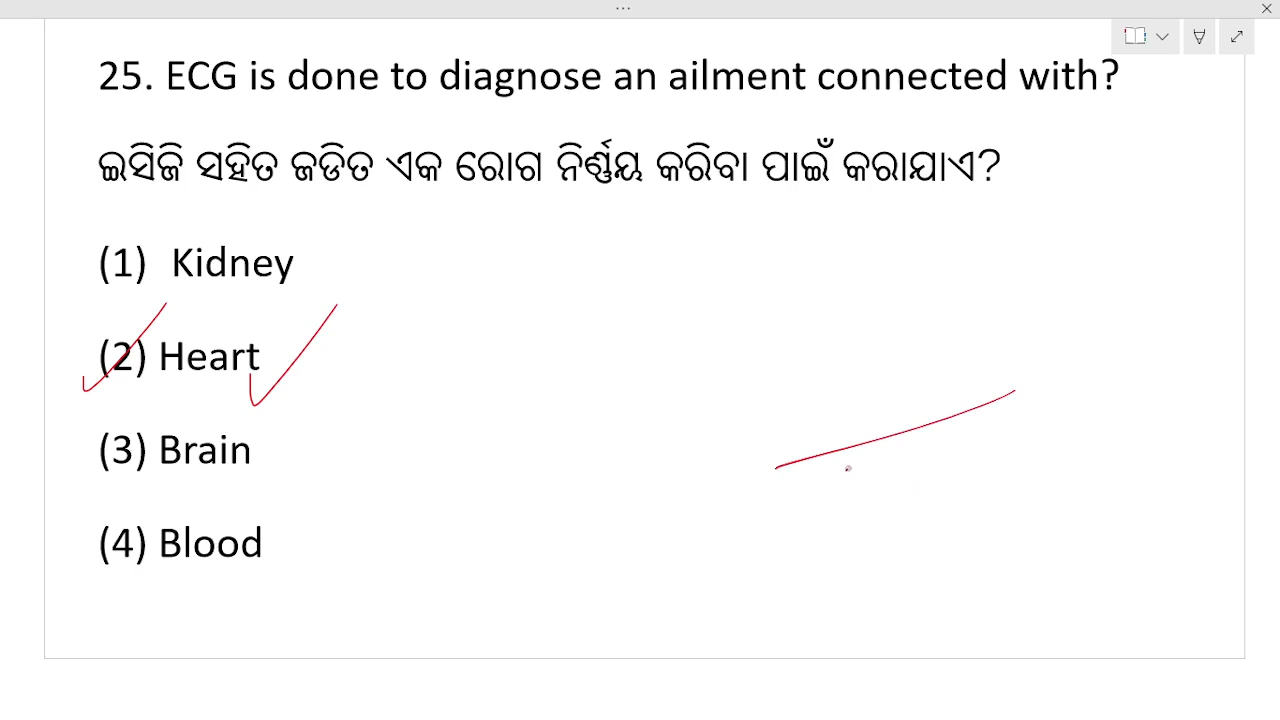 25. ECG is done to diagnose an ailment connected with?
ଇସିଜି ସହିତ ଜଡିତ ଏକ ରୋଗ ନିର୍ଣ୍ଣୟ କରିବା ପାଇଁ କରାଯାଏ?
(1) Kidney
(2) Heart
(3) Brain
(4) Blood